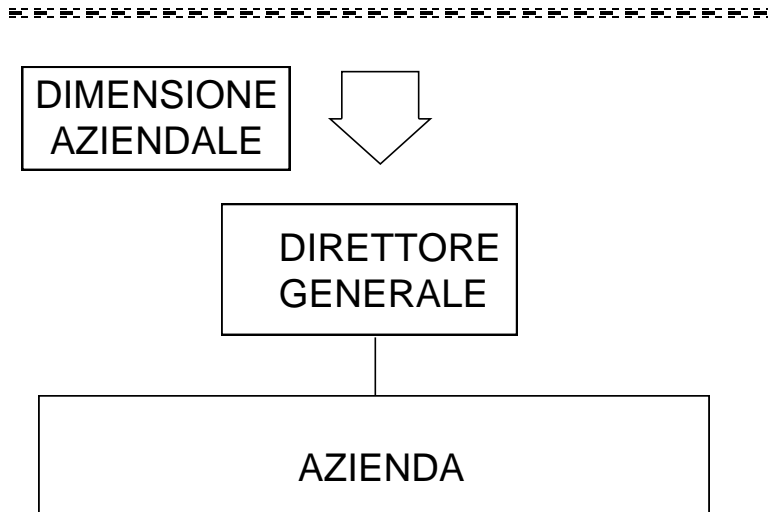 DIMENSIONE
AZIENDALE
DIRETTORE
GENERALE
AZIENDA